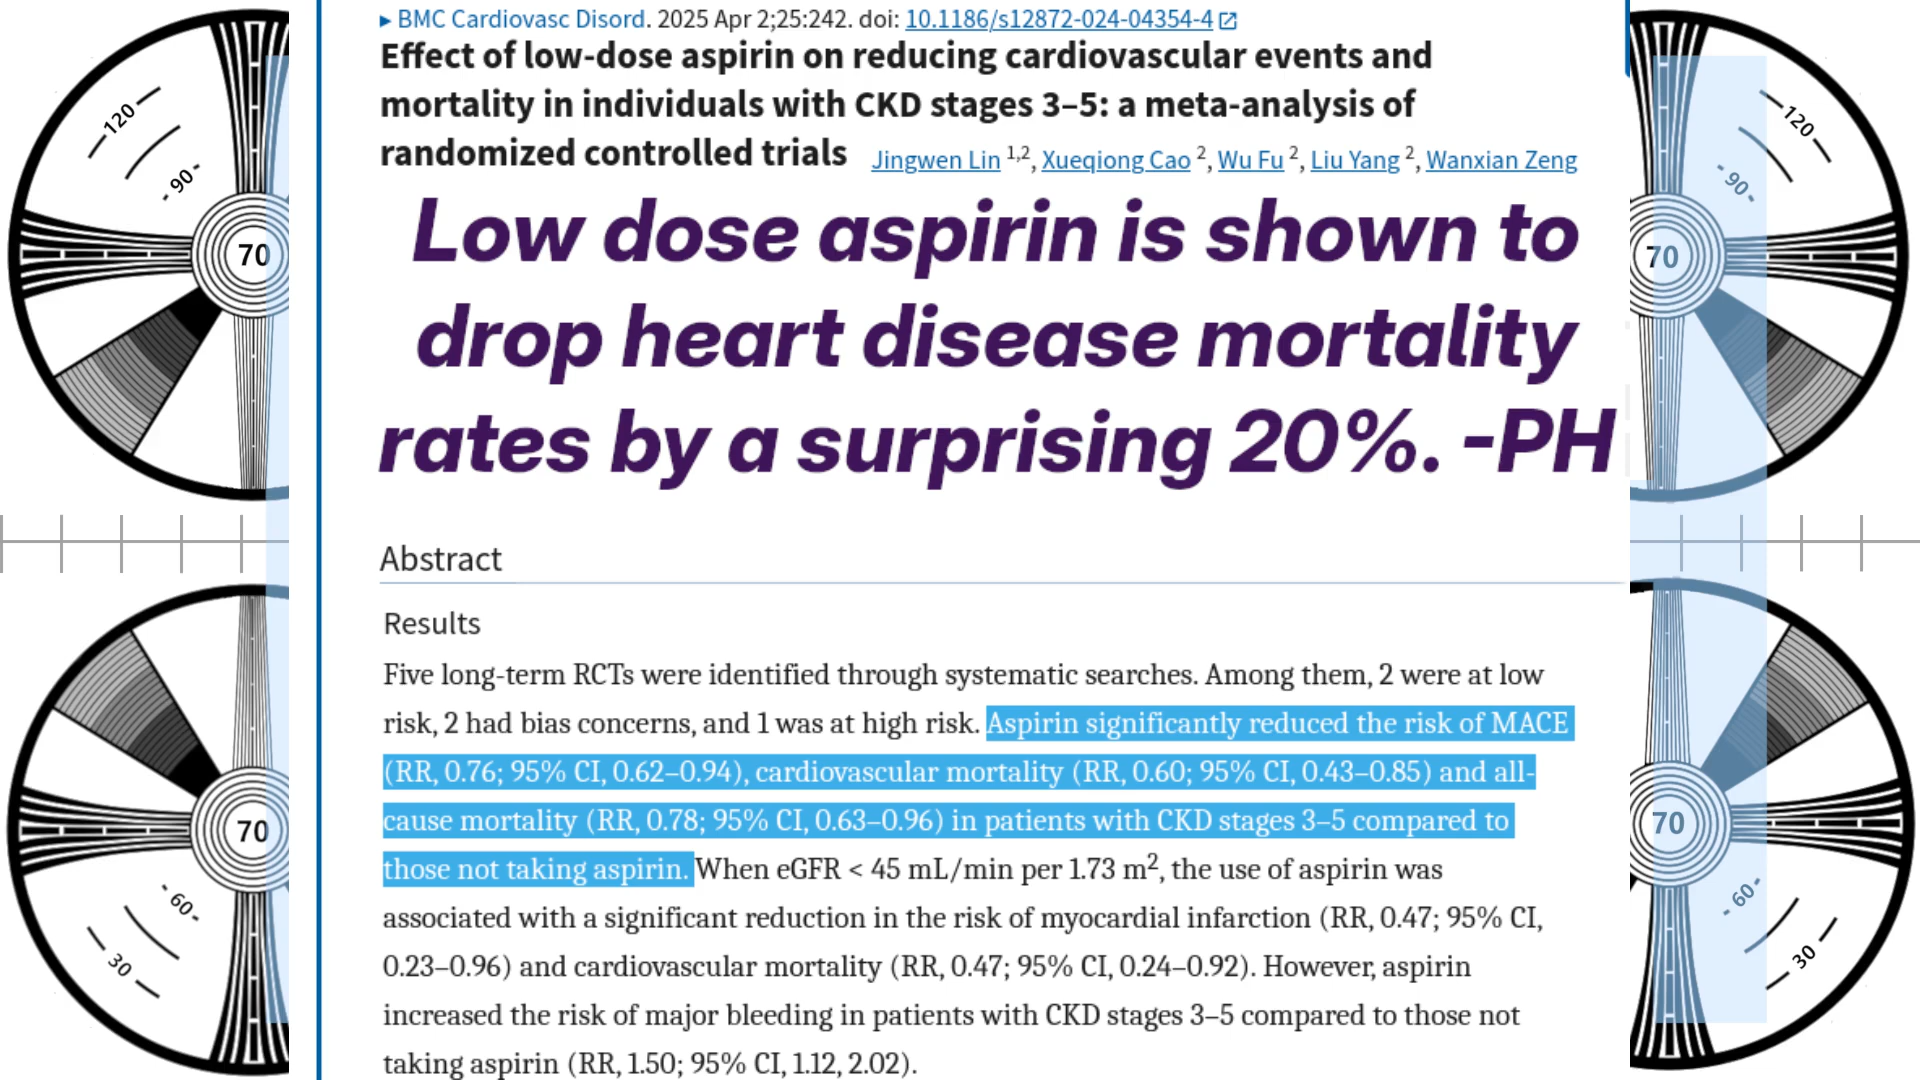 ▸ BMC Cardiovasc Disord. 2025 Apr 2;25:242. doi: 10.1186/s12872-024-04354-4
Effect of low-dose aspirin on reducing cardiovascular events and
mortality in individuals with CKD stages 3–5: a meta-analysis of
randomized controlled trials Jingwen Lin 1,2, Xueqiong Cao 2, Wu Fu 2, Liu Yang 2, Wanxian Zeng
Low dose aspirin is shown to
drop heart disease mortality
rates by a surprising 20%. -PH
Abstract
Results
Five long-term RCTs were identified through systematic searches. Among them, 2 were at low
risk, 2 had bias concerns, and 1 was at high risk. Aspirin significantly reduced the risk of MACE
(RR, 0.76; 95% CI, 0.62–0.94), cardiovascular mortality (RR, 0.60; 95% CI, 0.43–0.85) and all-
cause mortality (RR, 0.78; 95% CI, 0.63–0.96) in patients with CKD stages 3–5 compared to
those not taking aspirin. When eGFR < 45 mL/min per 1.73 m², the use of aspirin was
associated with a significant reduction in the risk of myocardial infarction (RR, 0.47; 95% CI,
0.23–0.96) and cardiovascular mortality (RR, 0.47; 95% CI, 0.24–0.92). However, aspirin
increased the risk of major bleeding in patients with CKD stages 3–5 compared to those not
taking aspirin (RR, 1.50; 95% CI, 1.12, 2.02).
120
- 90 -
70
120
- 90 -
70
70
- 60 -
30
70
- 60 -
30